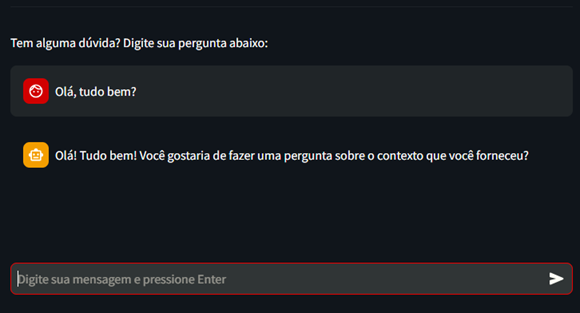 Tem alguma dúvida? Digite sua pergunta abaixo:
Olá, tudo bem?
Olá! Tudo bem! Você gostaria de fazer uma pergunta sobre o contexto que você forneceu?
Digite sua mensagem e pressione Enter